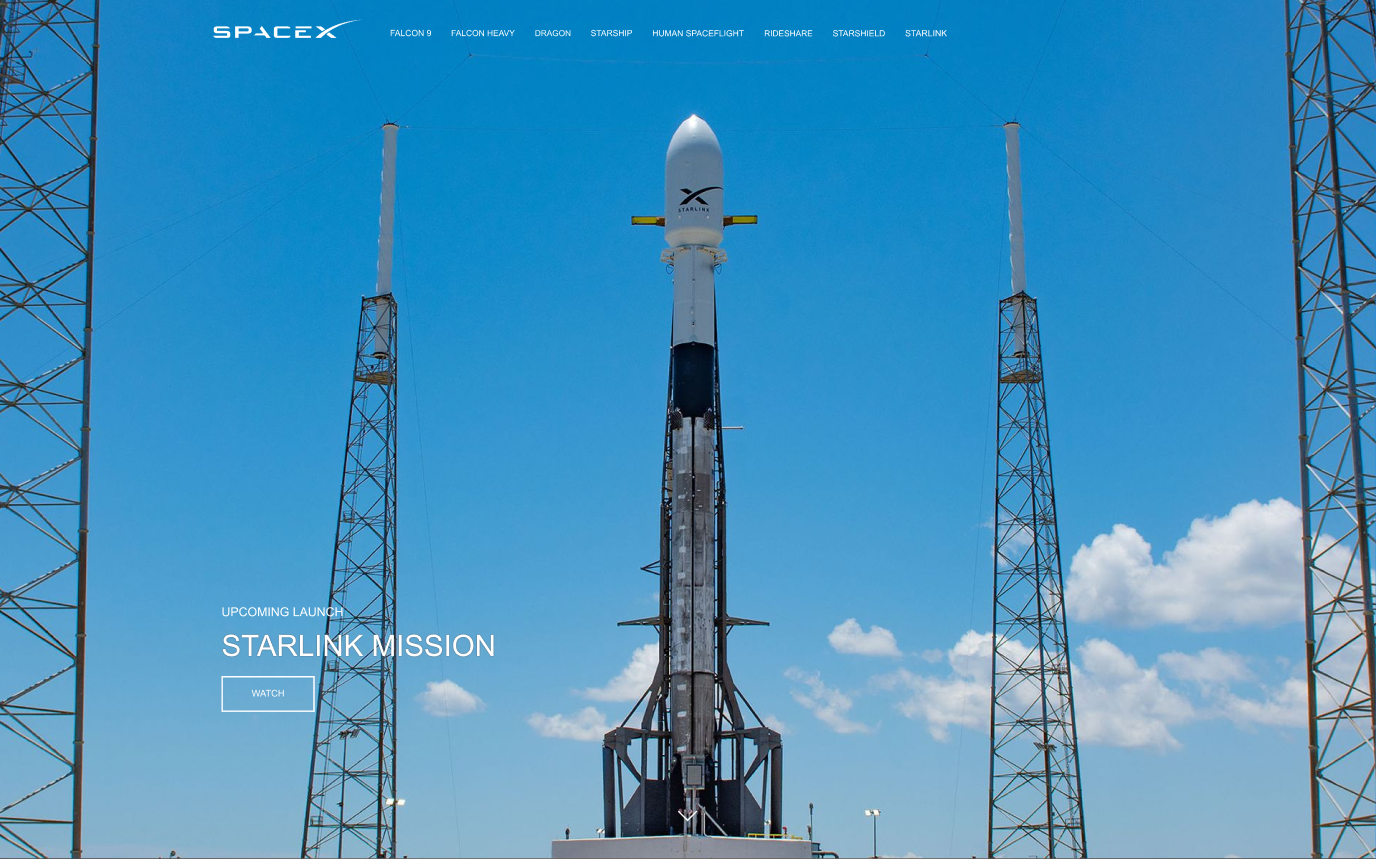 SPACEX
FALCON 9
FALCON HEAVY
DRAGON
STARSHIP
HUMAN SPACEFLIGHT
RIDESHARE
STARSHIELD
STARLINK
STARLINK
UPCOMING LAUNCH
STARLINK MISSION
WATCH